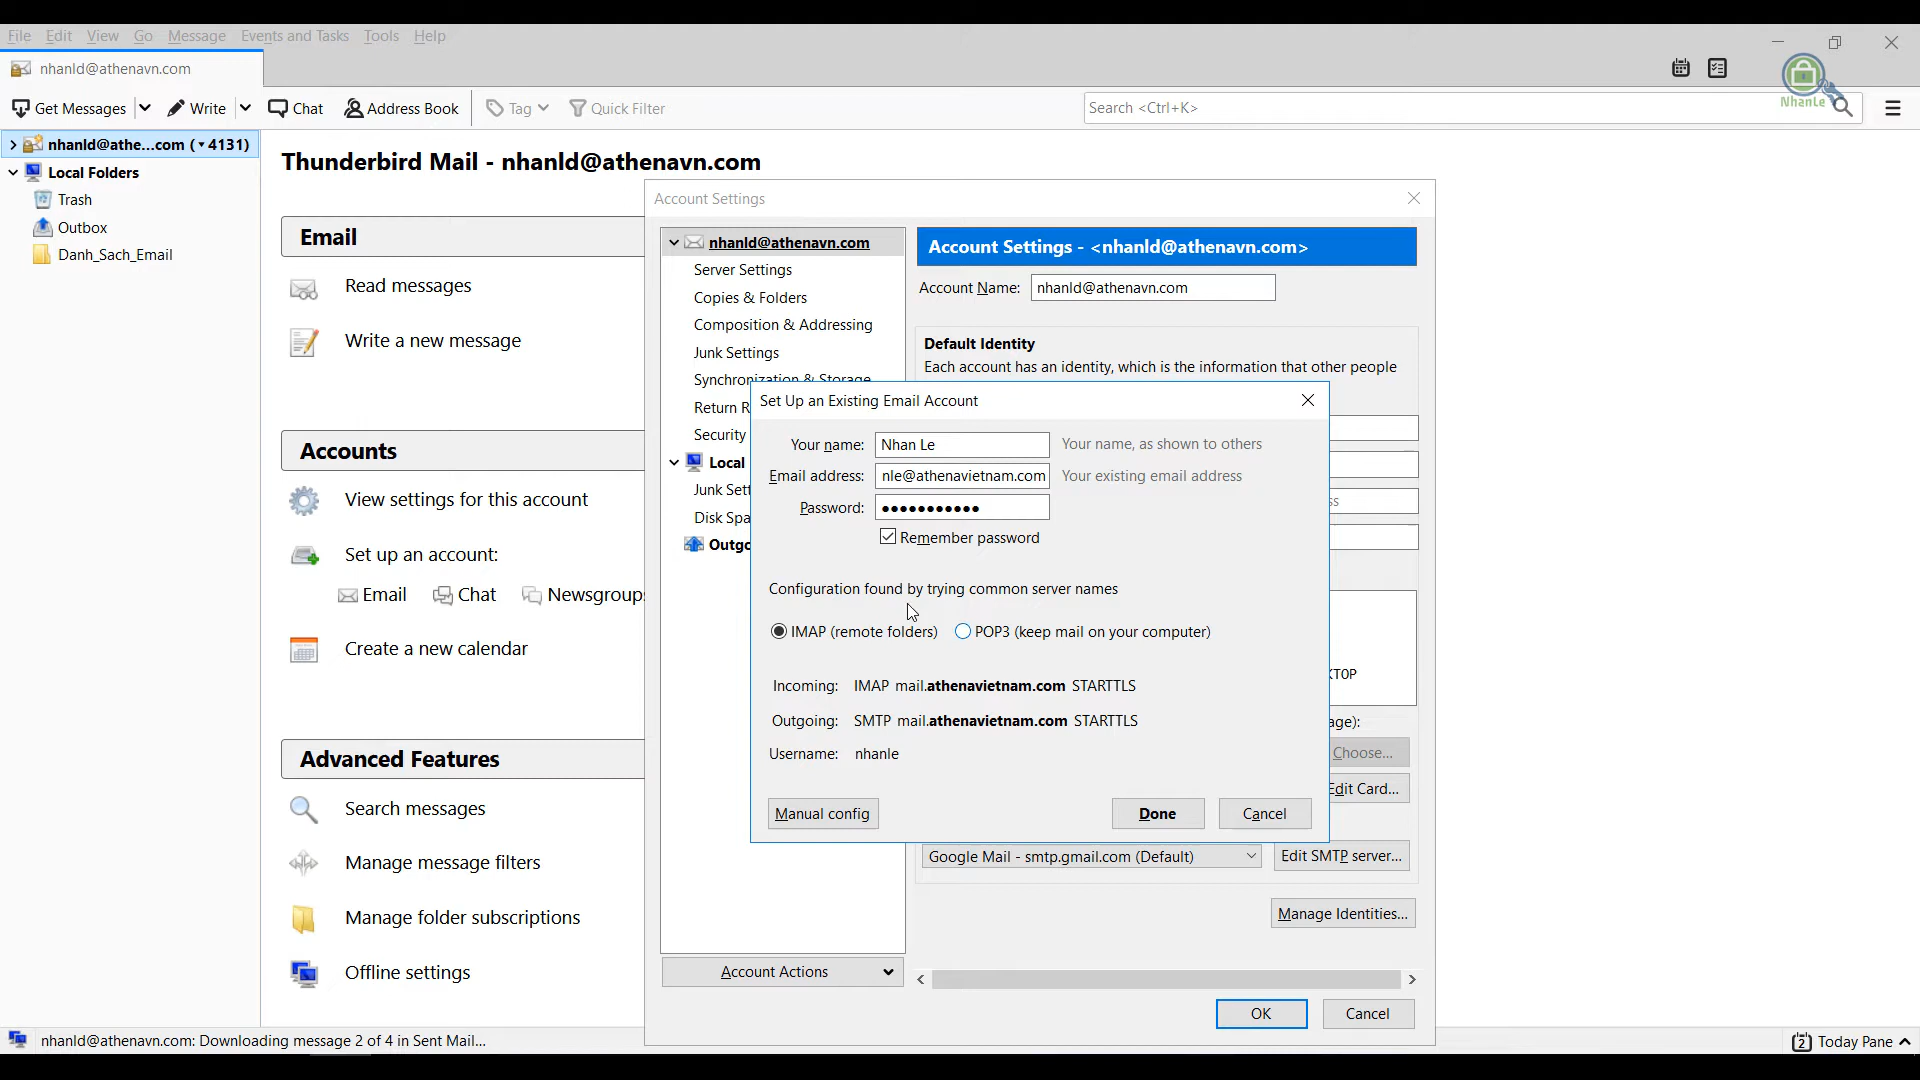 File Edit View Go Message Events and Tasks Tools Help
nhanld@athenavn.com
Get Messages Write Chat Address Book Tag Quick Filter Search <Ctrl+K>
NhanLe
nhanld@athe...com (▾ 4131)
Local Folders
Trash
Outbox
Danh_Sach_Email
Thunderbird Mail - nhanld@athenavn.com
Email
Read messages
Write a new message
Accounts
View settings for this account
Set up an account:
Email Chat Newsgroups
Create a new calendar
Advanced Features
Search messages
Manage message filters
Manage folder subscriptions
Offline settings
Account Settings
nhanld@athenavn.com
Server Settings
Copies & Folders
Composition & Addressing
Junk Settings
Synchronization & Storage
Return R
Security
Local
Junk Sett
Disk Spa
Outgo
Account Actions
Account Settings - <nhanld@athenavn.com>
Account Name: nhanld@athenavn.com
Default Identity
Each account has an identity, which is the information that other people
ss
KTOP
age):
Choose...
Edit Card...
Google Mail - smtp.gmail.com (Default) Edit SMTP server...
Manage Identities...
OK Cancel
Set Up an Existing Email Account
Your name: Nhan Le Your name, as shown to others
Email address: nle@athenavietnam.com Your existing email address
Password: ●●●●●●●●●●●
Remember password
Configuration found by trying common server names
IMAP (remote folders) POP3 (keep mail on your computer)
Incoming: IMAP mail.athenavietnam.com STARTTLS
Outgoing: SMTP mail.athenavietnam.com STARTTLS
Username: nhanle
Manual config Done Cancel
nhanld@athenavn.com: Downloading message 2 of 4 in Sent Mail... 2 Today Pane